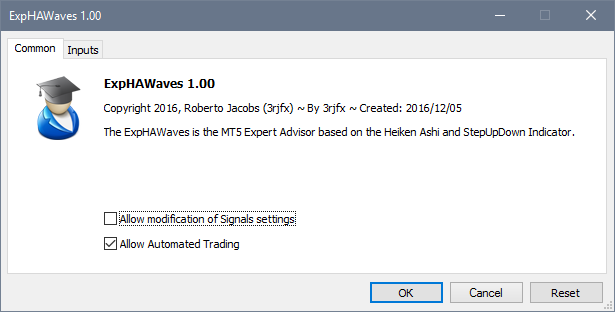 ExpHAWaves 1.00
Common Inputs
ExpHAWaves 1.00
Copyright 2016, Roberto Jacobs (3rjfx) ~ By 3rjfx ~ Created: 2016/12/05
The ExpHAWaves is the MT5 Expert Advisor based on the Heiken Ashi and StepUpDown Indicator.
Allow modification of Signals settings
Allow Automated Trading
OK Cancel Reset